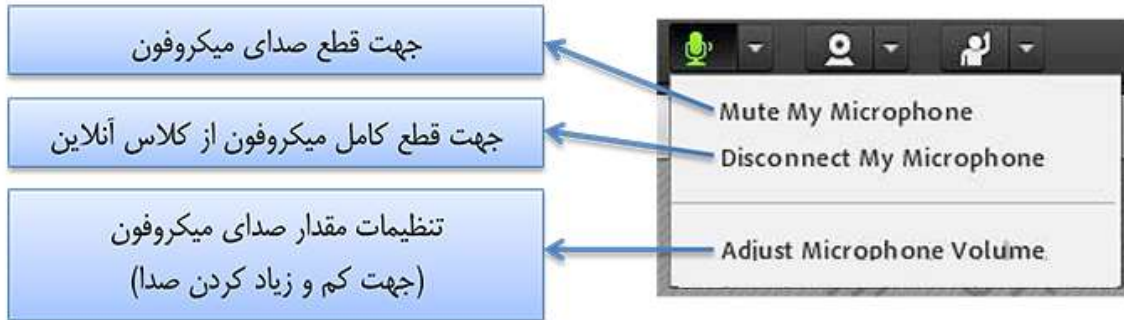 جهت قطع صدای میکروفون
جهت قطع کامل میکروفون از کلاس آنلاین
تنظیمات مقدار صدای میکروفون
(جهت کم و زیاد کردن صدا)
Mute My Microphone
Disconnect My Microphone
Adjust Microphone Volume